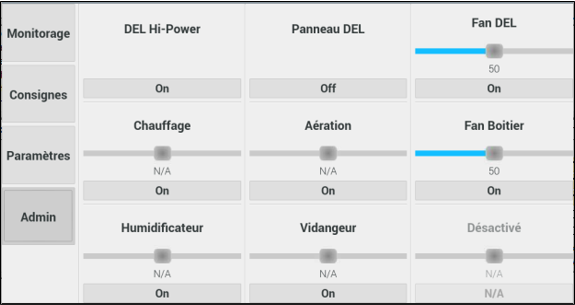 Monitorage
Consignes
Paramètres
Admin
DEL Hi-Power
On
Panneau DEL
Off
Fan DEL
50
On
Chauffage
N/A
On
Aération
N/A
On
Fan Boitier
50
On
Humidificateur
N/A
On
Vidangeur
N/A
On
Désactivé
N/A
N/A